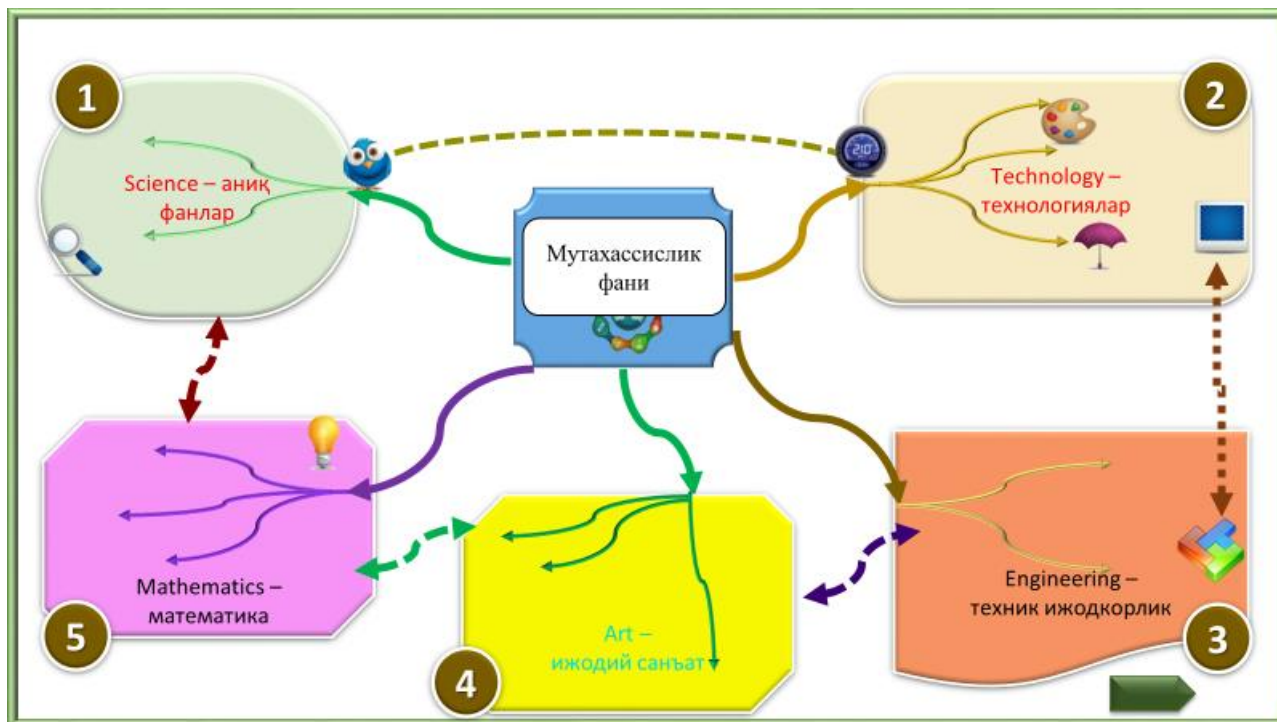 1
Science – аниқ
фанлар
2
Technology –
технологиялар
210
Мутахассислик
фани
3
Engineering –
техник ижодкорлик
4
Art –
ижодий санъат
5
Mathematics –
математика